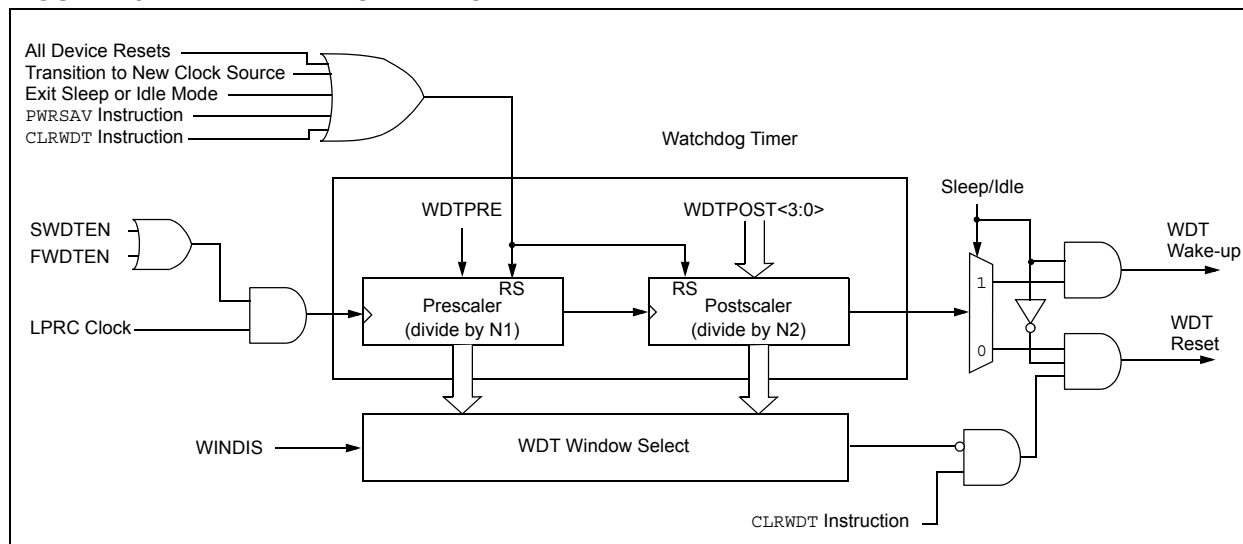 All Device Resets
Transition to New Clock Source
Exit Sleep or Idle Mode
PWRSAV Instruction
CLRWDT Instruction
Watchdog Timer
Sleep/Idle
WDTPRE
WDTPOST<3:0>
SWDTEN
FWDTEN
WDT
Wake-up
RS
Prescaler
(divide by N1)
RS
Postscaler
(divide by N2)
1
0
LPRC Clock
WDT
Reset
WINDIS
WDT Window Select
CLRWDT Instruction